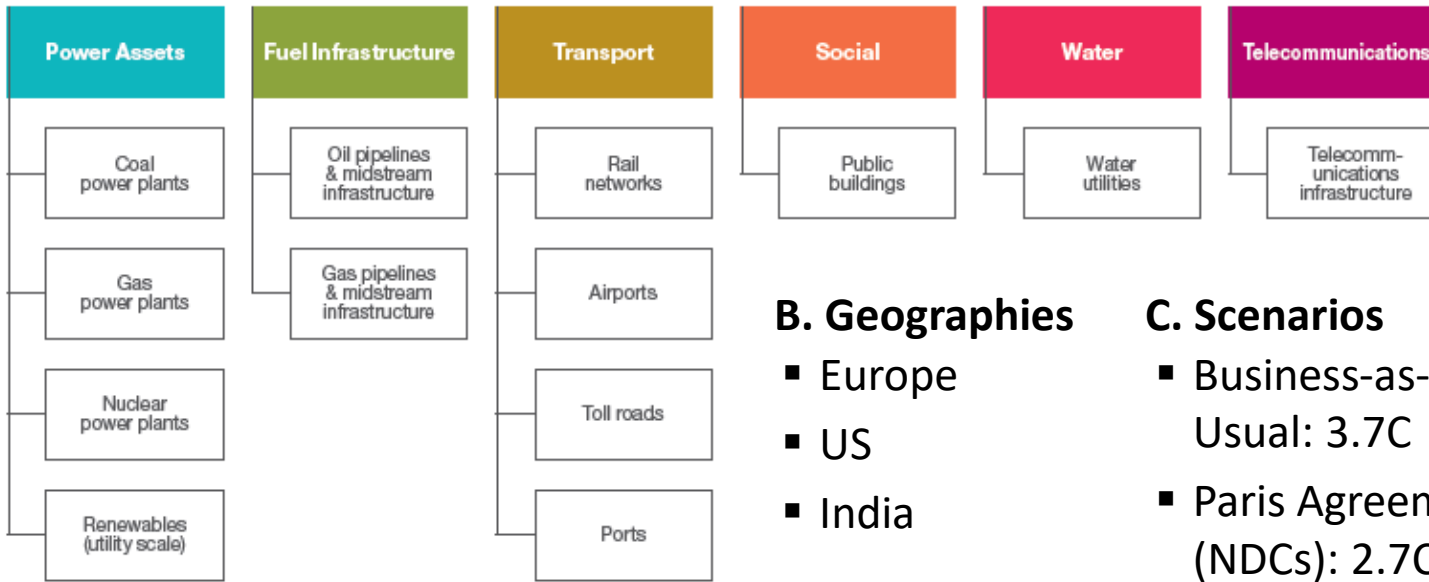 Power Assets
Coal
power plants
Gas
power plants
Nuclear
power plants
Renewables
(utility scale)
Fuel Infrastructure
Oil pipelines
& midstream
infrastructure
Gas pipelines
& midstream
infrastructure
Transport
Rail
networks
Airports
Toll roads
Ports
Social
Public
buildings
Water
Water
utilities
Telecommunications
Telecomm-
unications
infrastructure
B. Geographies
▪ Europe
▪ US
▪ India
C. Scenarios
▪ Business-as-
Usual: 3.7C
▪ Paris Agreem
(NDCs): 2.7C